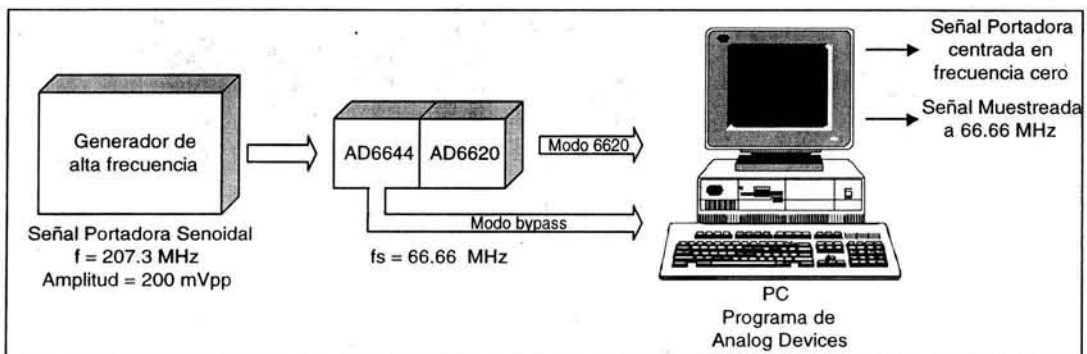 Generador de
alta frecuencia
Señal Portadora Senoidal
f = 207.3 MHz
Amplitud = 200 mVpp
AD6644
AD6620
fs = 66.66 MHz
Modo 6620
Modo bypass
PC
Programa de
Analog Devices
Señal Portadora
centrada en
frecuencia cero
Señal Muestreada
a 66.66 MHz